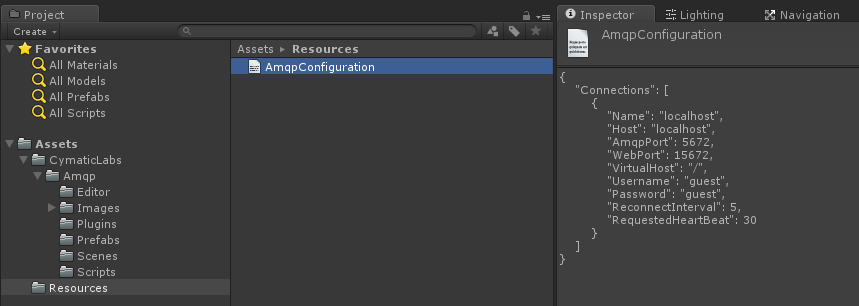 Project
Create
Favorites
All Materials
All Models
All Prefabs
All Scripts
Assets
CymaticLabs
Amqp
Editor
Images
Plugins
Prefabs
Scenes
Scripts
Resources
Assets ▸ Resources
AmqpConfiguration
Inspector
Lighting
Navigation
AmqpConfiguration
{
"Connections": [
{
"Name": "localhost",
"Host": "localhost",
"AmqpPort": 5672,
"WebPort": 15672,
"VirtualHost": "/",
"Username": "guest",
"Password": "guest",
"ReconnectInterval": 5,
"RequestedHeartBeat": 30
}
]
}